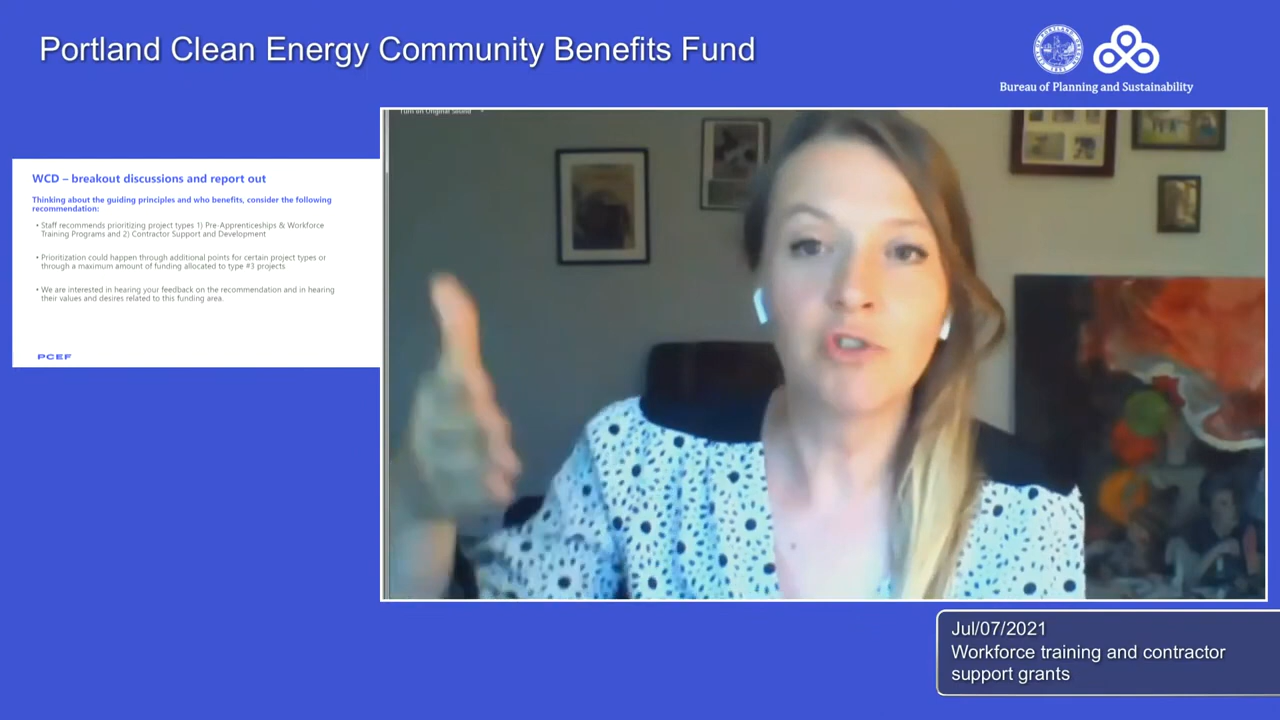 Portland Clean Energy Community Benefits Fund
Bureau of Planning and Sustainability
Turn on Original Sound
WCD – breakout discussions and report out
Thinking about the guiding principles and who benefits, consider the following
recommendation:
• Staff recommends prioritizing project types 1) Pre-Apprenticeships & Workforce
Training Programs and 2) Contractor Support and Development
• Prioritization could happen through additional points for certain project types or
through a maximum amount of funding allocated to type #3 projects
• We are interested in hearing your feedback on the recommendation and in hearing
their values and desires related to this funding area.
PCEF
Jul/07/2021
Workforce training and contractor
support grants